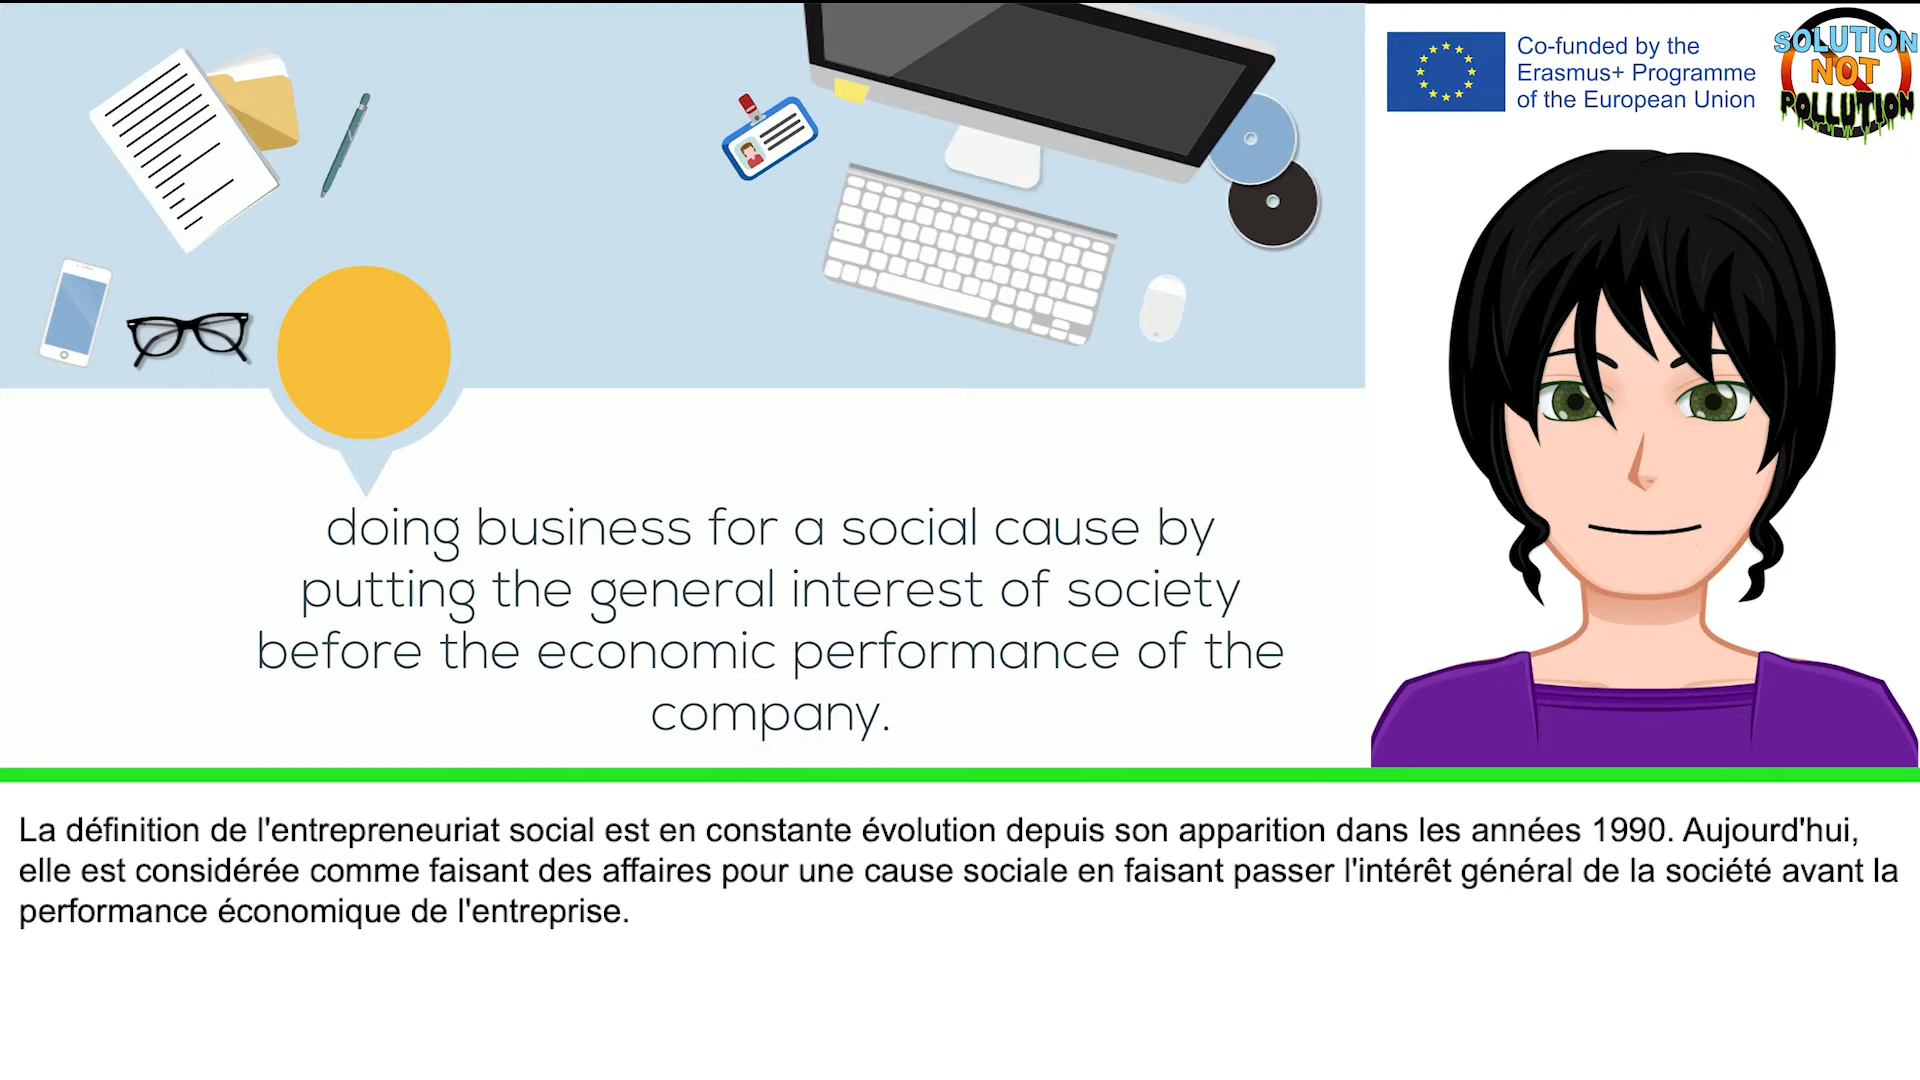 Co-funded by the
Erasmus+ Programme
of the European Union
SOLUTION
NOT
POLLUTION
doing business for a social cause by
putting the general interest of society
before the economic performance of the
company.
La définition de l'entrepreneuriat social est en constante évolution depuis son apparition dans les années 1990. Aujourd'hui,
elle est considérée comme faisant des affaires pour une cause sociale en faisant passer l'intérêt général de la société avant la
performance économique de l'entreprise.